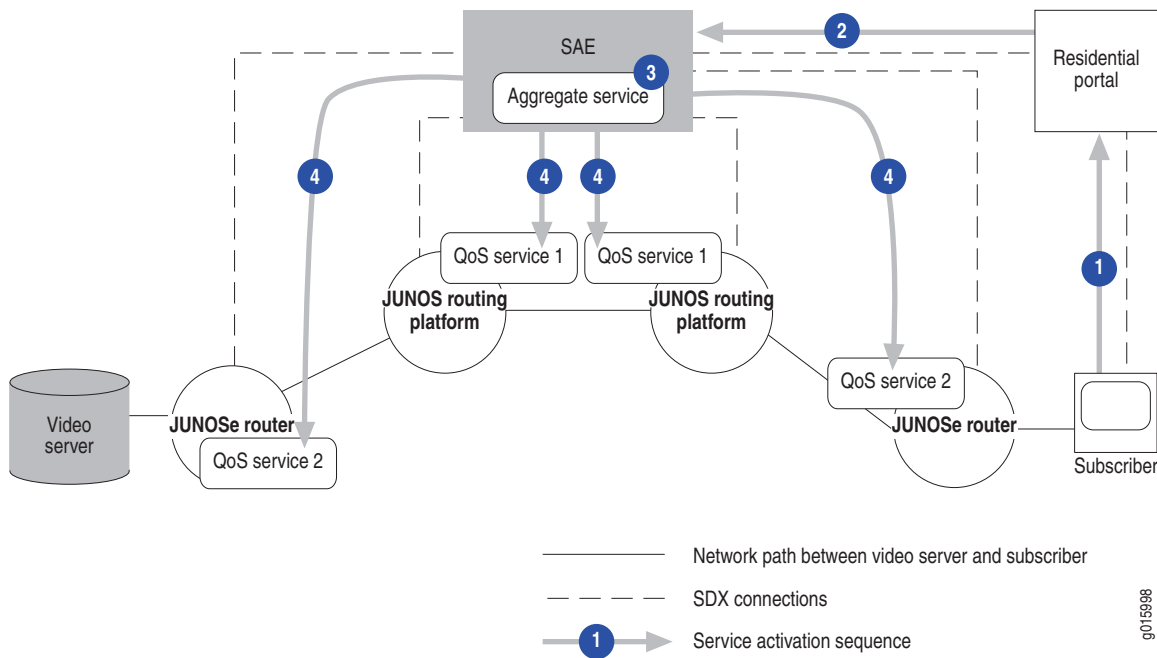 2
SAE
3
Aggregate service
Residential
portal
4
4
4
4
1
QoS service 1
QoS service 1
JUNOS routing
platform
JUNOS routing
platform
QoS service 2
Video
server
JUNOSe router
QoS service 2
JUNOSe router
Subscriber
Network path between video server and subscriber
SDX connections
1
Service activation sequence
g015998